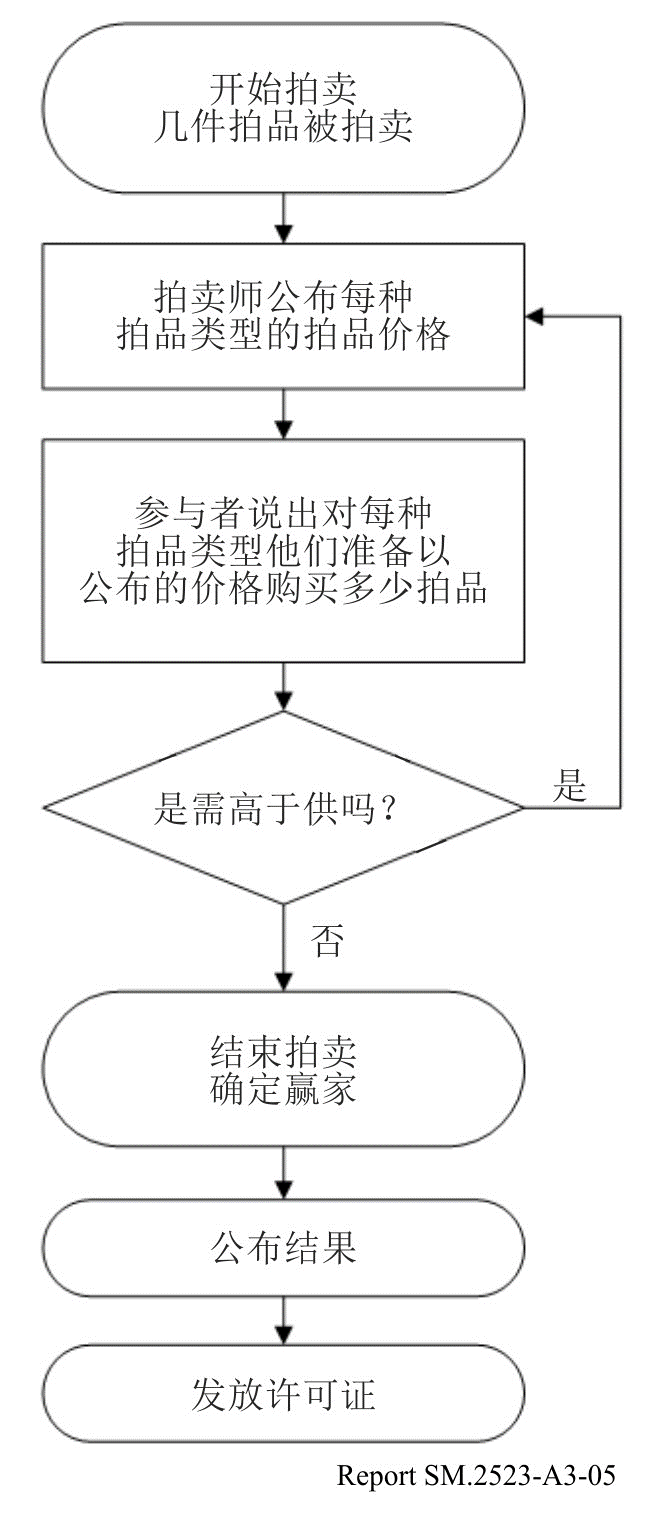 开始拍卖
几件拍品被拍卖
拍卖师公布每种
拍品类型的拍品价格
参与者说出对每种
拍品类型他们准备以
公布的价格购买多少拍品
是需高于供吗？
是
否
结束拍卖
确定赢家
公布结果
发放许可证
Report SM.2523-A3-05